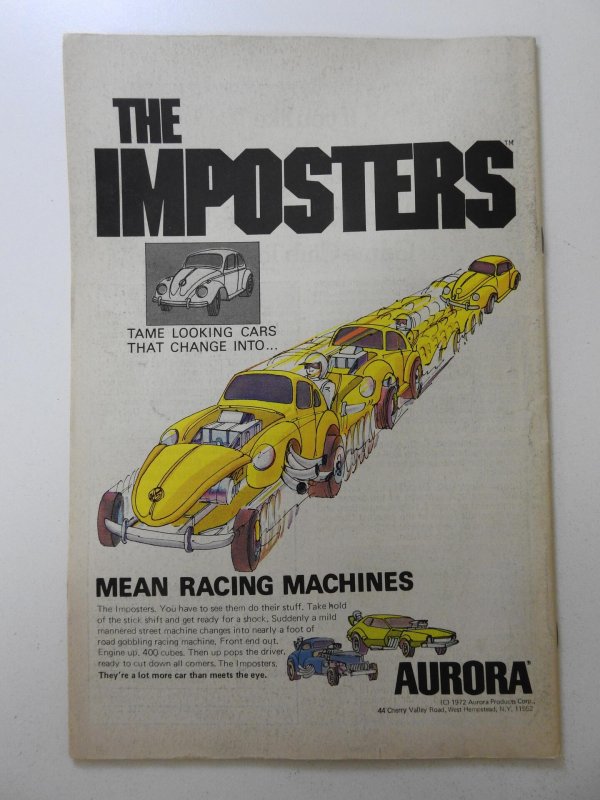 THE
IMPOSTERS™
TAME LOOKING CARS
THAT CHANGE INTO...
MEAN RACING MACHINES
The Imposters. You have to see them do their stuff. Take hold
of the stick shift and get ready for a shock. Suddenly a mild
mannered street machine changes into nearly a foot of
road gobbling racing machine. Front end out.
Engine up. 400 cubes. Then up pops the driver,
ready to cut down all comers. The Imposters.
They're a lot more car than meets the eye.
AURORA®
(C) 1972 Aurora Products Corp.,
44 Cherry Valley Road, West Hempstead, N.Y. 11552